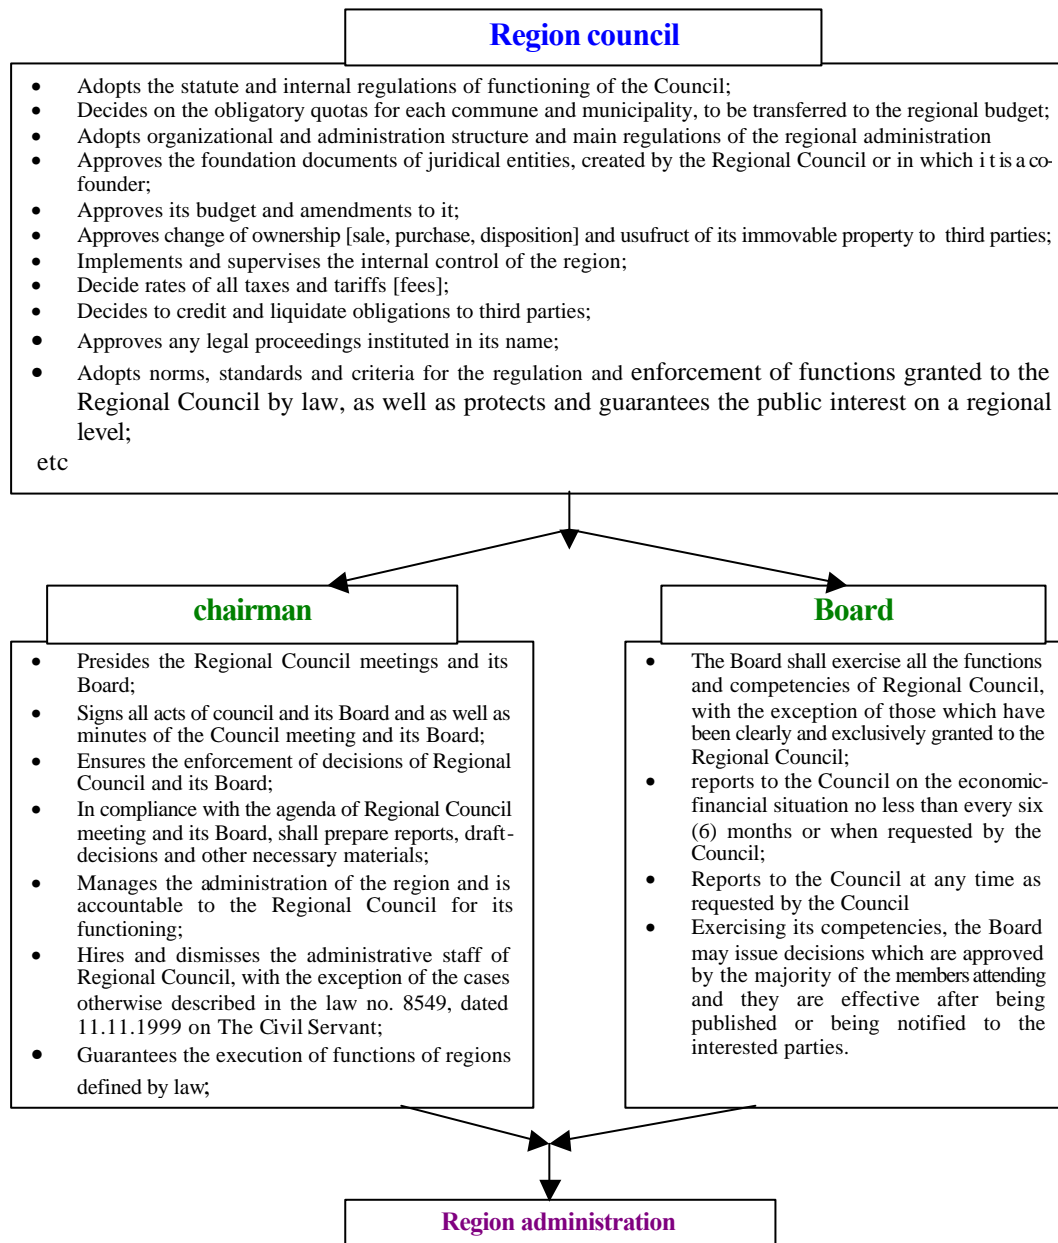 Region council
• Adopts the statute and internal regulations of functioning of the Council;
• Decides on the obligatory quotas for each commune and municipality, to be transferred to the regional budget;
• Adopts organizational and administration structure and main regulations of the regional administration
• Approves the foundation documents of juridical entities, created by the Regional Council or in which i t is a co-
founder;
• Approves its budget and amendments to it;
• Approves change of ownership [sale, purchase, disposition] and usufruct of its immovable property to third parties;
• Implements and supervises the internal control of the region;
• Decide rates of all taxes and tariffs [fees];
• Decides to credit and liquidate obligations to third parties;
• Approves any legal proceedings instituted in its name;
• Adopts norms, standards and criteria for the regulation and enforcement of functions granted to the
Regional Council by law, as well as protects and guarantees the public interest on a regional
level;
etc
chairman
• Presides the Regional Council meetings and its
Board;
• Signs all acts of council and its Board and as well as
minutes of the Council meeting and its Board;
• Ensures the enforcement of decisions of Regional
Council and its Board;
• In compliance with the agenda of Regional Council
meeting and its Board, shall prepare reports, draft-
decisions and other necessary materials;
• Manages the administration of the region and is
accountable to the Regional Council for its
functioning;
• Hires and dismisses the administrative staff of
Regional Council, with the exception of the cases
otherwise described in the law no. 8549, dated
11.11.1999 on The Civil Servant;
• Guarantees the execution of functions of regions
defined by law;
Board
• The Board shall exercise all the functions
and competencies of Regional Council,
with the exception of those which have
been clearly and exclusively granted to the
Regional Council;
• reports to the Council on the economic-
financial situation no less than every six
(6) months or when requested by the
Council;
• Reports to the Council at any time as
requested by the Council
• Exercising its competencies, the Board
may issue decisions which are approved
by the majority of the members attending
and they are effective after being
published or being notified to the
interested parties.
Region administration